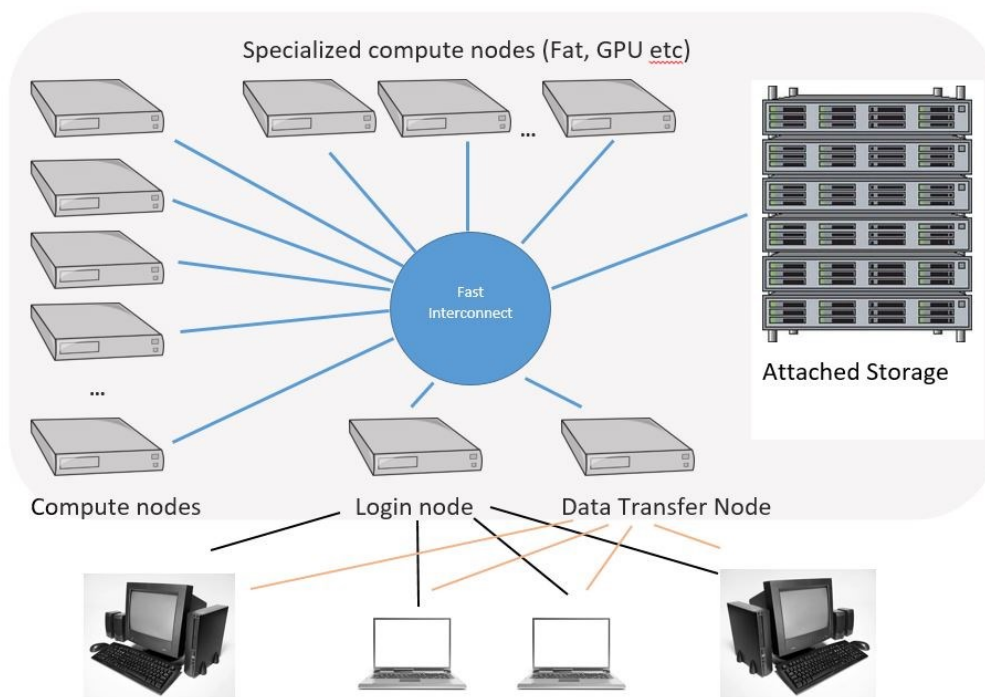 Specialized compute nodes (Fat, GPU etc)
...
Fast
Interconnect
Attached Storage
...
Compute nodes
Login node
Data Transfer Node